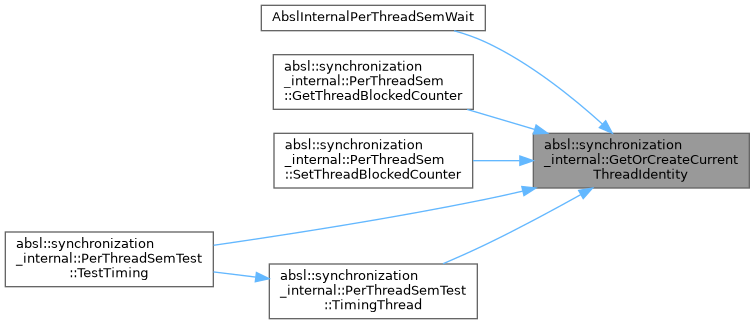 AbslInternalPerThreadSemWait
absl::synchronization
_internal::PerThreadSem
::GetThreadBlockedCounter
absl::synchronization
_internal::PerThreadSem
::SetThreadBlockedCounter
absl::synchronization
_internal::GetOrCreateCurrent
ThreadIdentity
absl::synchronization
_internal::PerThreadSemTest
::TestTiming
absl::synchronization
_internal::PerThreadSemTest
::TimingThread